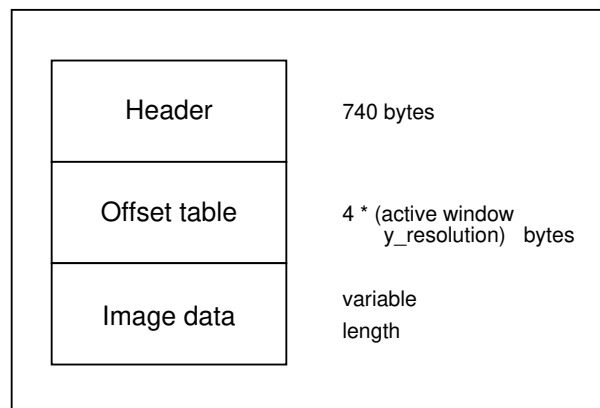 Header
740 bytes
Offset table
4 * (active window
y_resolution) bytes
Image data
variable
length